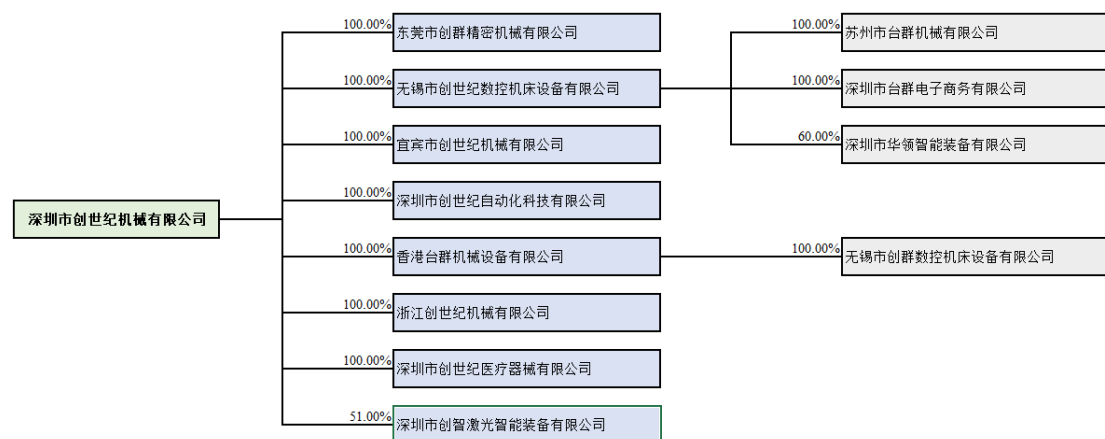 100.00%
东莞市创群精密机械有限公司
100.00%
苏州市台群机械有限公司
100.00%
无锡市创世纪数控机床设备有限公司
100.00%
深圳市台群电子商务有限公司
100.00%
宜宾市创世纪机械有限公司
60.00%
深圳市华领智能装备有限公司
100.00%
深圳市创世纪自动化科技有限公司
深圳市创世纪机械有限公司
100.00%
香港台群机械设备有限公司
100.00%
无锡市创群数控机床设备有限公司
100.00%
浙江创世纪机械有限公司
100.00%
深圳市创世纪医疗器械有限公司
51.00%
深圳市创智激光智能装备有限公司